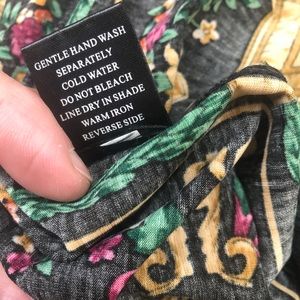 GENTLE HAND WASH
SEPARATELY
COLD WATER
DO NOT BLEACH
LINE DRY IN SHADE
WARM IRON
REVERSE SIDE